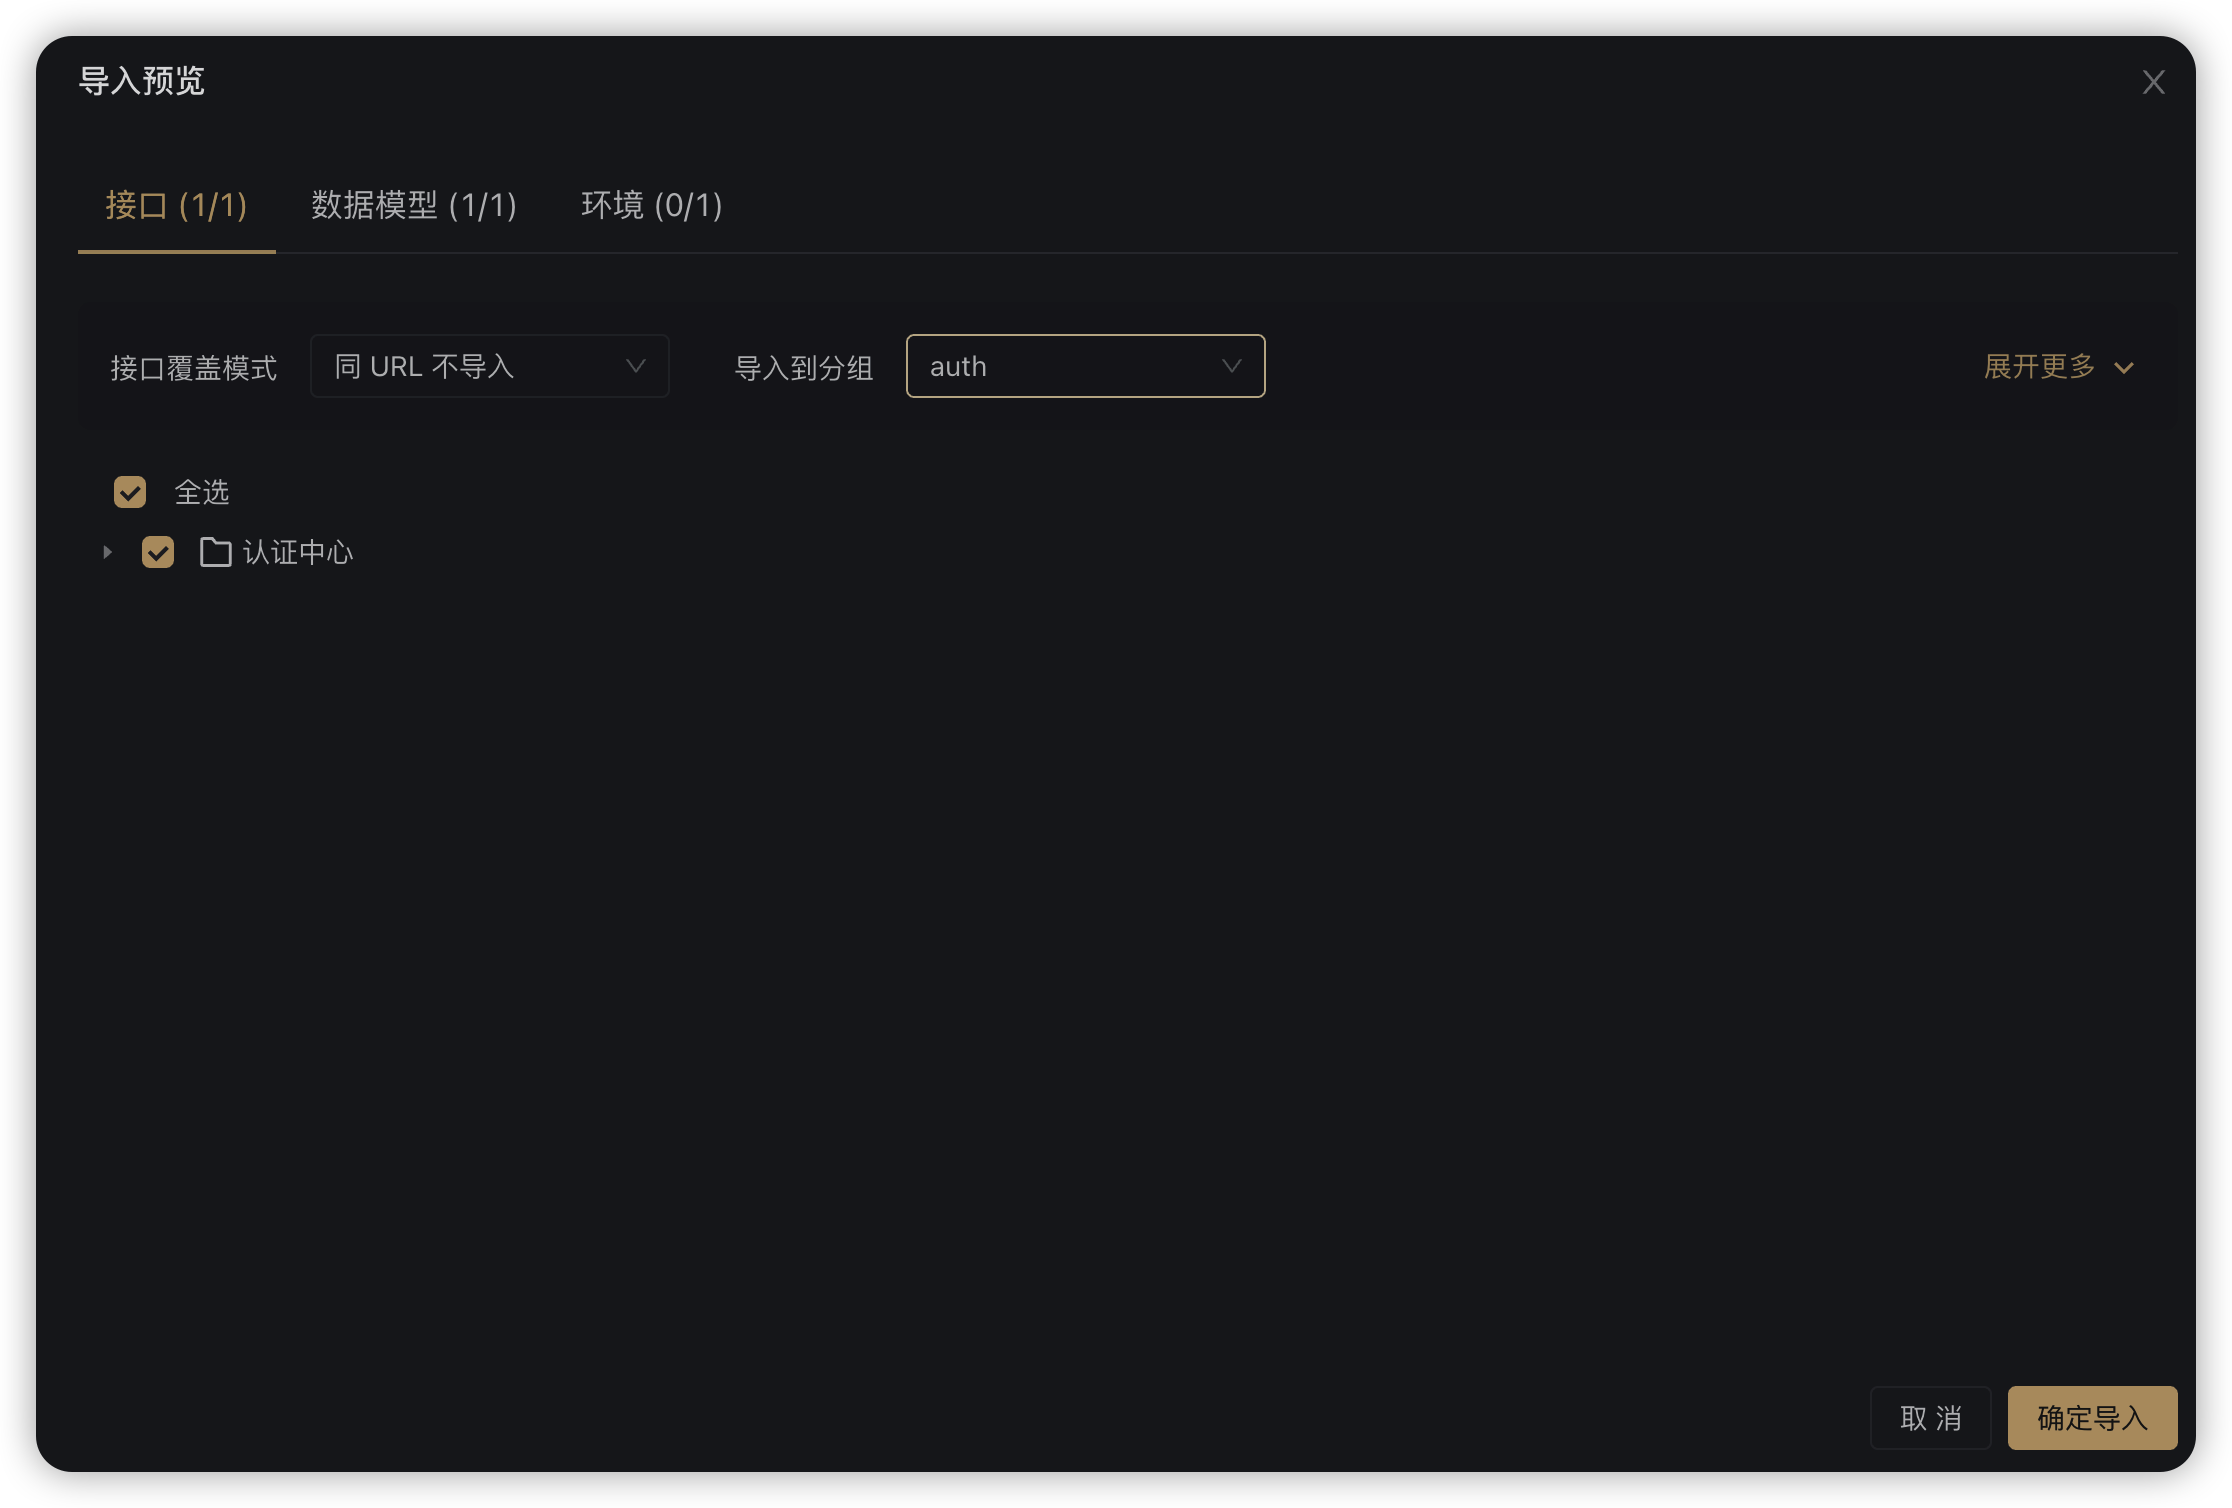 导入预览
接口 (1/1) 数据模型 (1/1) 环境 (0/1)
接口覆盖模式 同 URL 不导入 导入到分组 auth 展开更多
全选
认证中心
取 消 确定导入